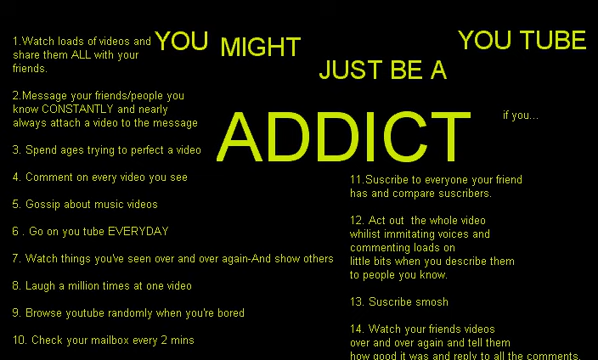 YOU MIGHT
YOU TUBE
JUST BE A
ADDICT
if you...
1.Watch loads of videos and
share them ALL with your
friends.
2.Message your friends/people you
know CONSTANTLY and nearly
always attach a video to the message
3. Spend ages trying to perfect a video
4. Comment on every video you see
5. Gossip about music videos
6 . Go on you tube EVERYDAY
7. Watch things you've seen over and over again-And show others
8. Laugh a million times at one video
9. Browse youtube randomly when you're bored
10. Check your mailbox every 2 mins
11.Suscribe to everyone your friend
has and compare suscribers.
12. Act out the whole video
whilist immitating voices and
commenting loads on
little bits when you describe them
to people you know.
13. Suscribe smosh
14. Watch your friends videos
over and over again and tell them
how good it was and reply to all the comments.